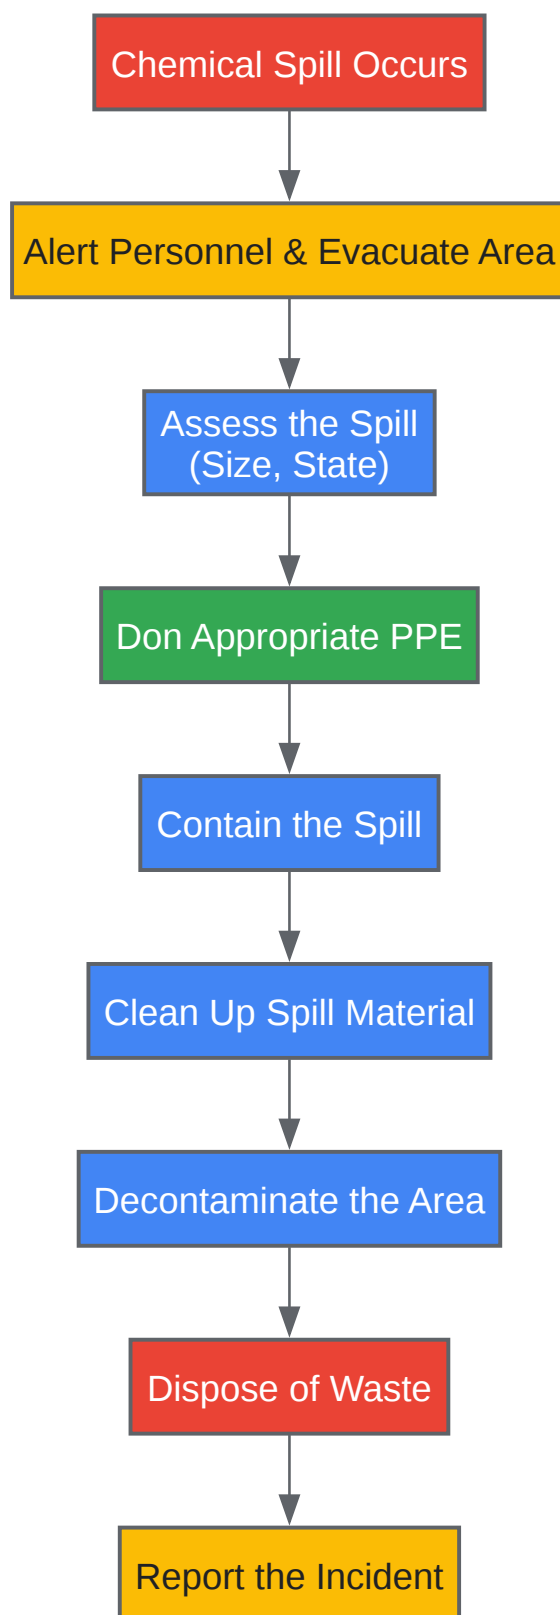 Chemical Spill Occurs
Alert Personnel & Evacuate Area
Assess the Spill
(Size, State)
Don Appropriate PPE
Contain the Spill
Clean Up Spill Material
Decontaminate the Area
Dispose of Waste
Report the Incident